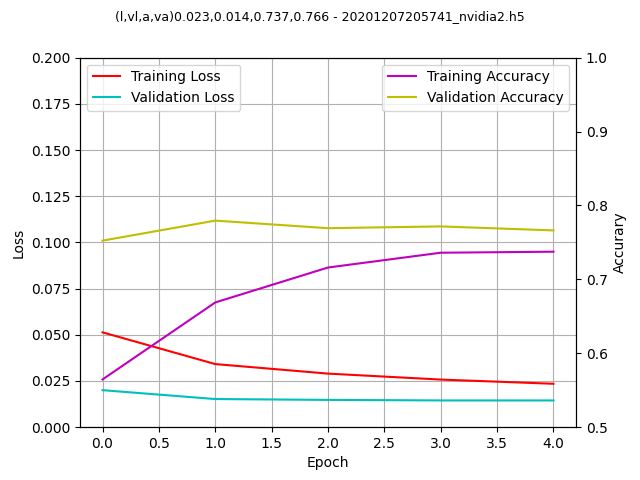 (l,vl,a,va)0.023,0.014,0.737,0.766 - 20201207205741_nvidia2.h5
Training Loss
Validation Loss
Training Accuracy
Validation Accuracy
0.200
0.175
0.150
0.125
0.100
0.075
0.050
0.025
0.000
Loss
1.0
0.9
0.8
0.7
0.6
0.5
Accurary
0.0 0.5 1.0 1.5 2.0 2.5 3.0 3.5 4.0
Epoch